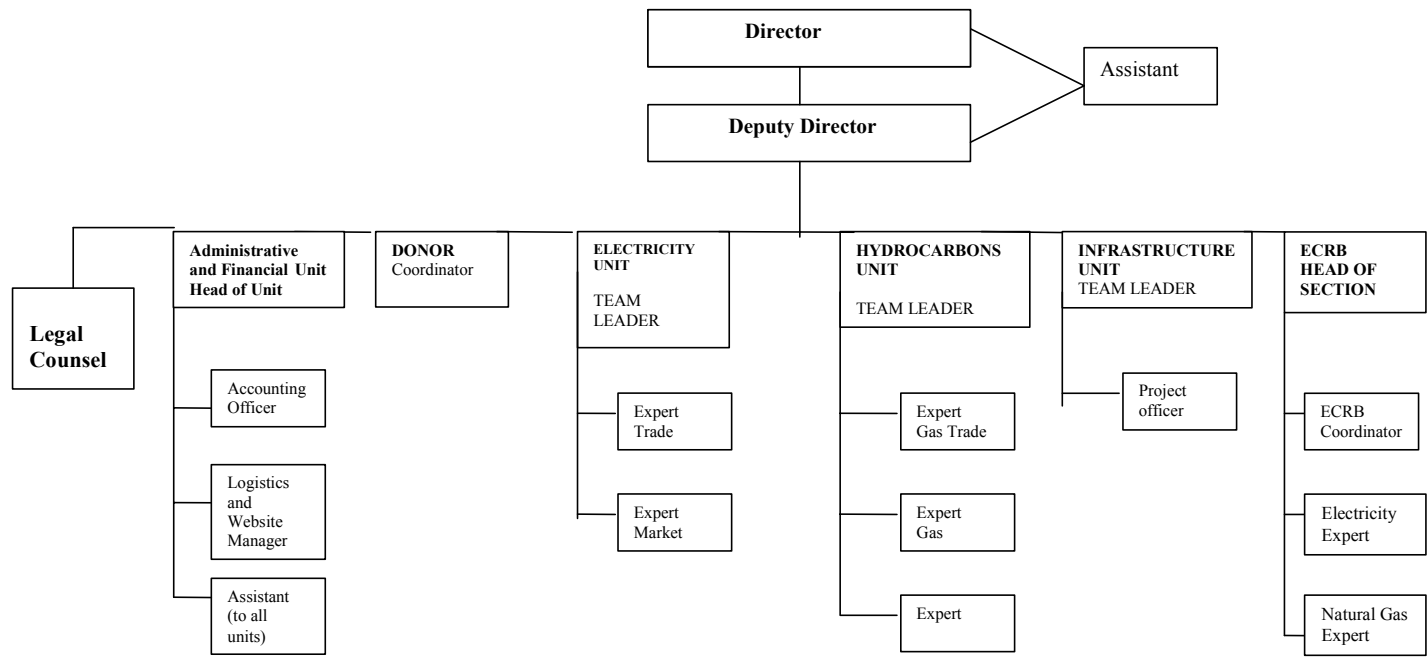 Director
Assistant
Deputy Director
Legal
Counsel
Administrative
and Financial Unit
Head of Unit
Accounting
Officer
Logistics
and
Website
Manager
Assistant
(to all
units)
DONOR
Coordinator
ELECTRICITY
UNIT
TEAM
LEADER
Expert
Trade
Expert
Market
HYDROCARBONS
UNIT
TEAM LEADER
Expert
Gas Trade
Expert
Gas
Expert
INFRASTRUCTURE
UNIT
TEAM LEADER
Project
officer
ECRB
HEAD OF
SECTION
ECRB
Coordinator
Electricity
Expert
Natural Gas
Expert